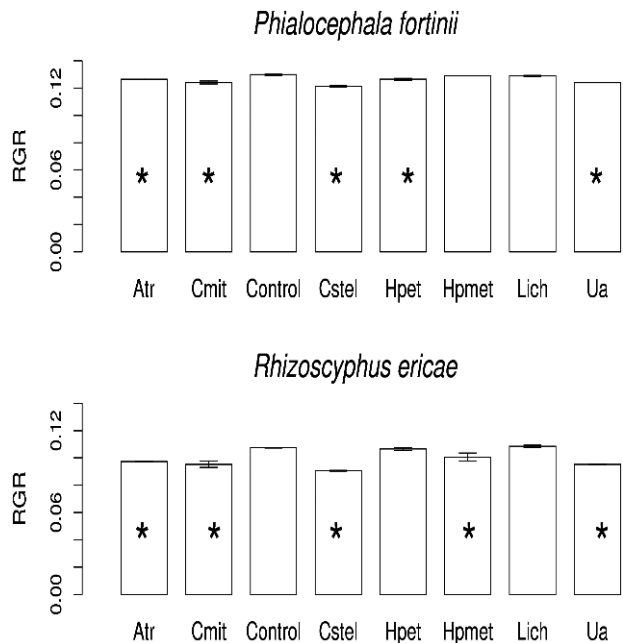 Phialocephala fortinii
RGR
0.12
0.06
0.00
* * * * *
Atr Cmit Control Cstel Hpet Hpmet Lich Ua
Rhizoscyphus ericae
RGR
0.12
0.06
0.00
* * * * *
Atr Cmit Control Cstel Hpet Hpmet Lich Ua